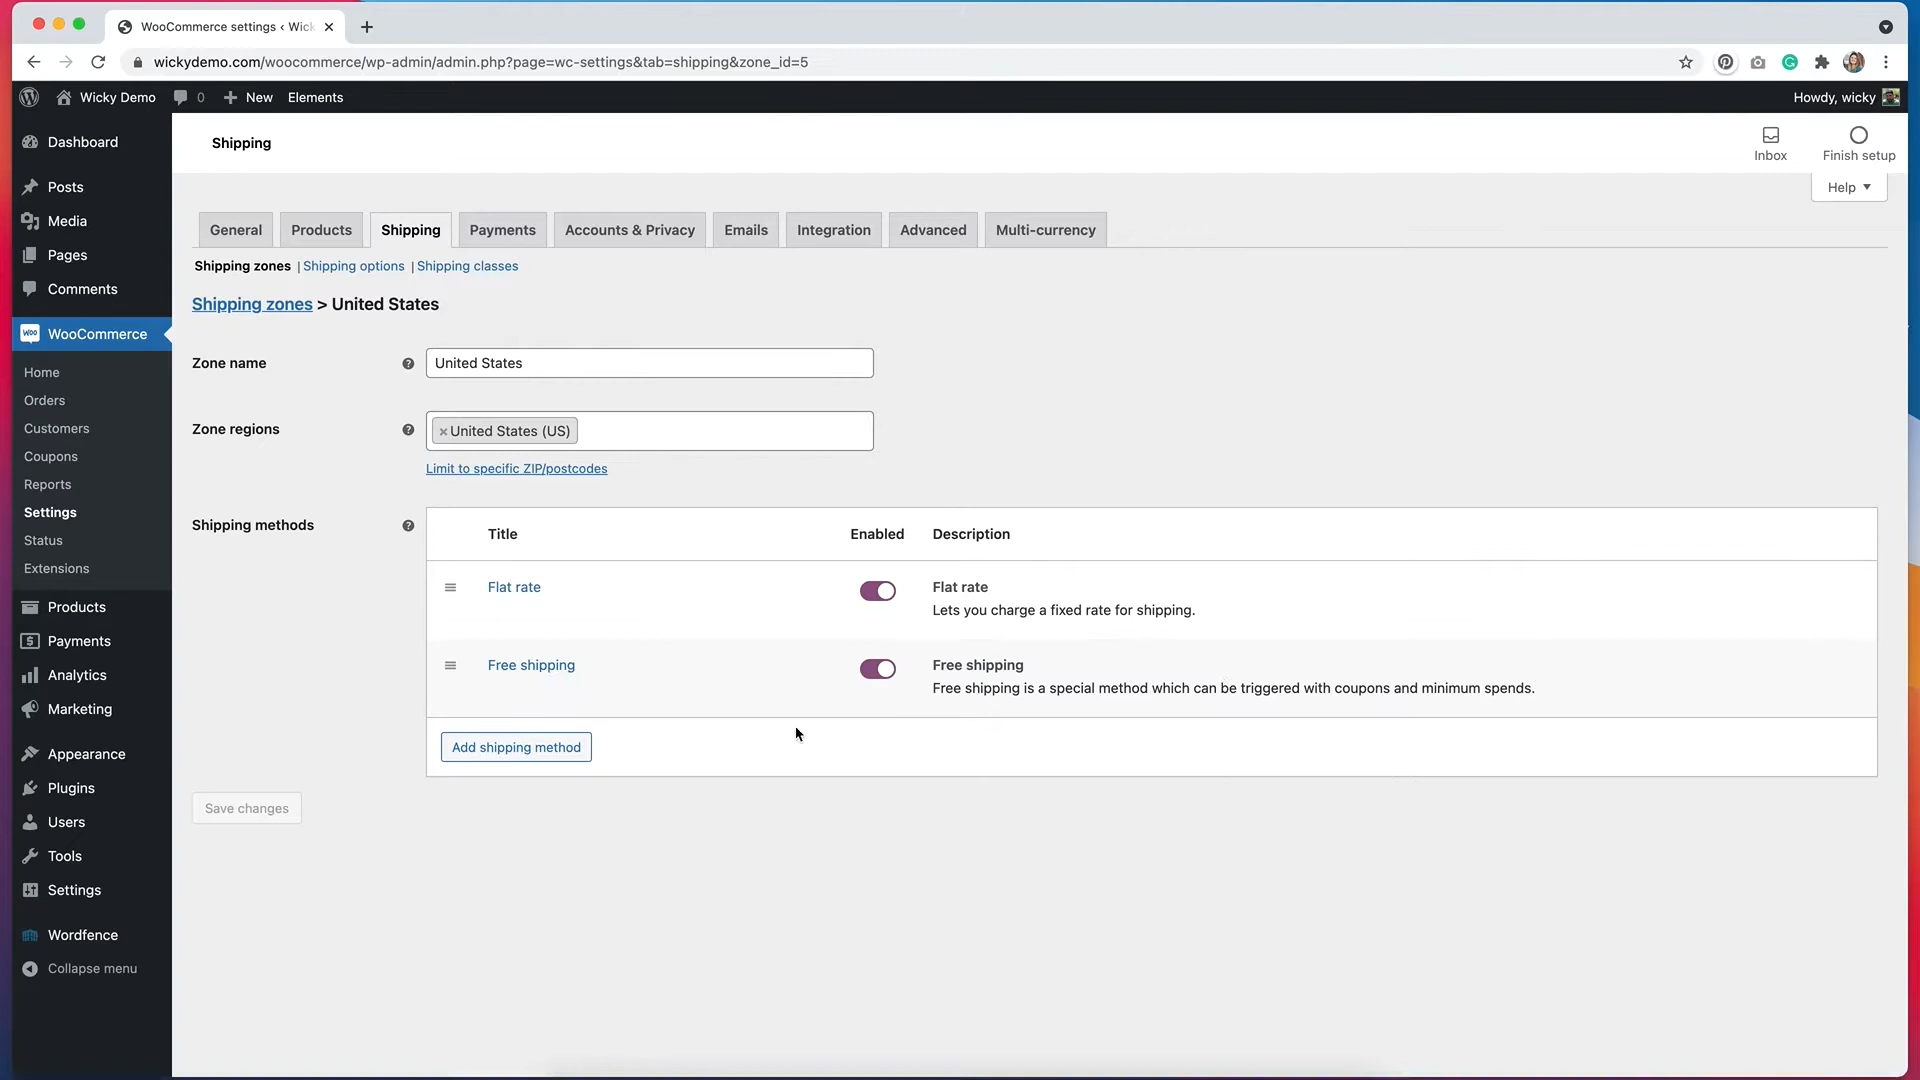 WooCommerce settings ‹ Wick
wickydemo.com/woocommerce/wp-admin/admin.php?page=wc-settings&tab=shipping&zone_id=5
Wicky Demo 0 New Elements Howdy, wicky
Dashboard
Posts
Media
Pages
Comments
WooCommerce
Home
Orders
Customers
Coupons
Reports
Settings
Status
Extensions
Products
Payments
Analytics
Marketing
Appearance
Plugins
Users
Tools
Settings
Wordfence
Collapse menu
Shipping
Inbox
Finish setup
Help
General Products Shipping Payments Accounts & Privacy Emails Integration Advanced Multi-currency
Shipping zones | Shipping options | Shipping classes
Shipping zones > United States
Zone name
United States
Zone regions
× United States (US)
Limit to specific ZIP/postcodes
Shipping methods
Title Enabled Description
Flat rate Flat rate
Lets you charge a fixed rate for shipping.
Free shipping Free shipping
Free shipping is a special method which can be triggered with coupons and minimum spends.
Add shipping method
Save changes